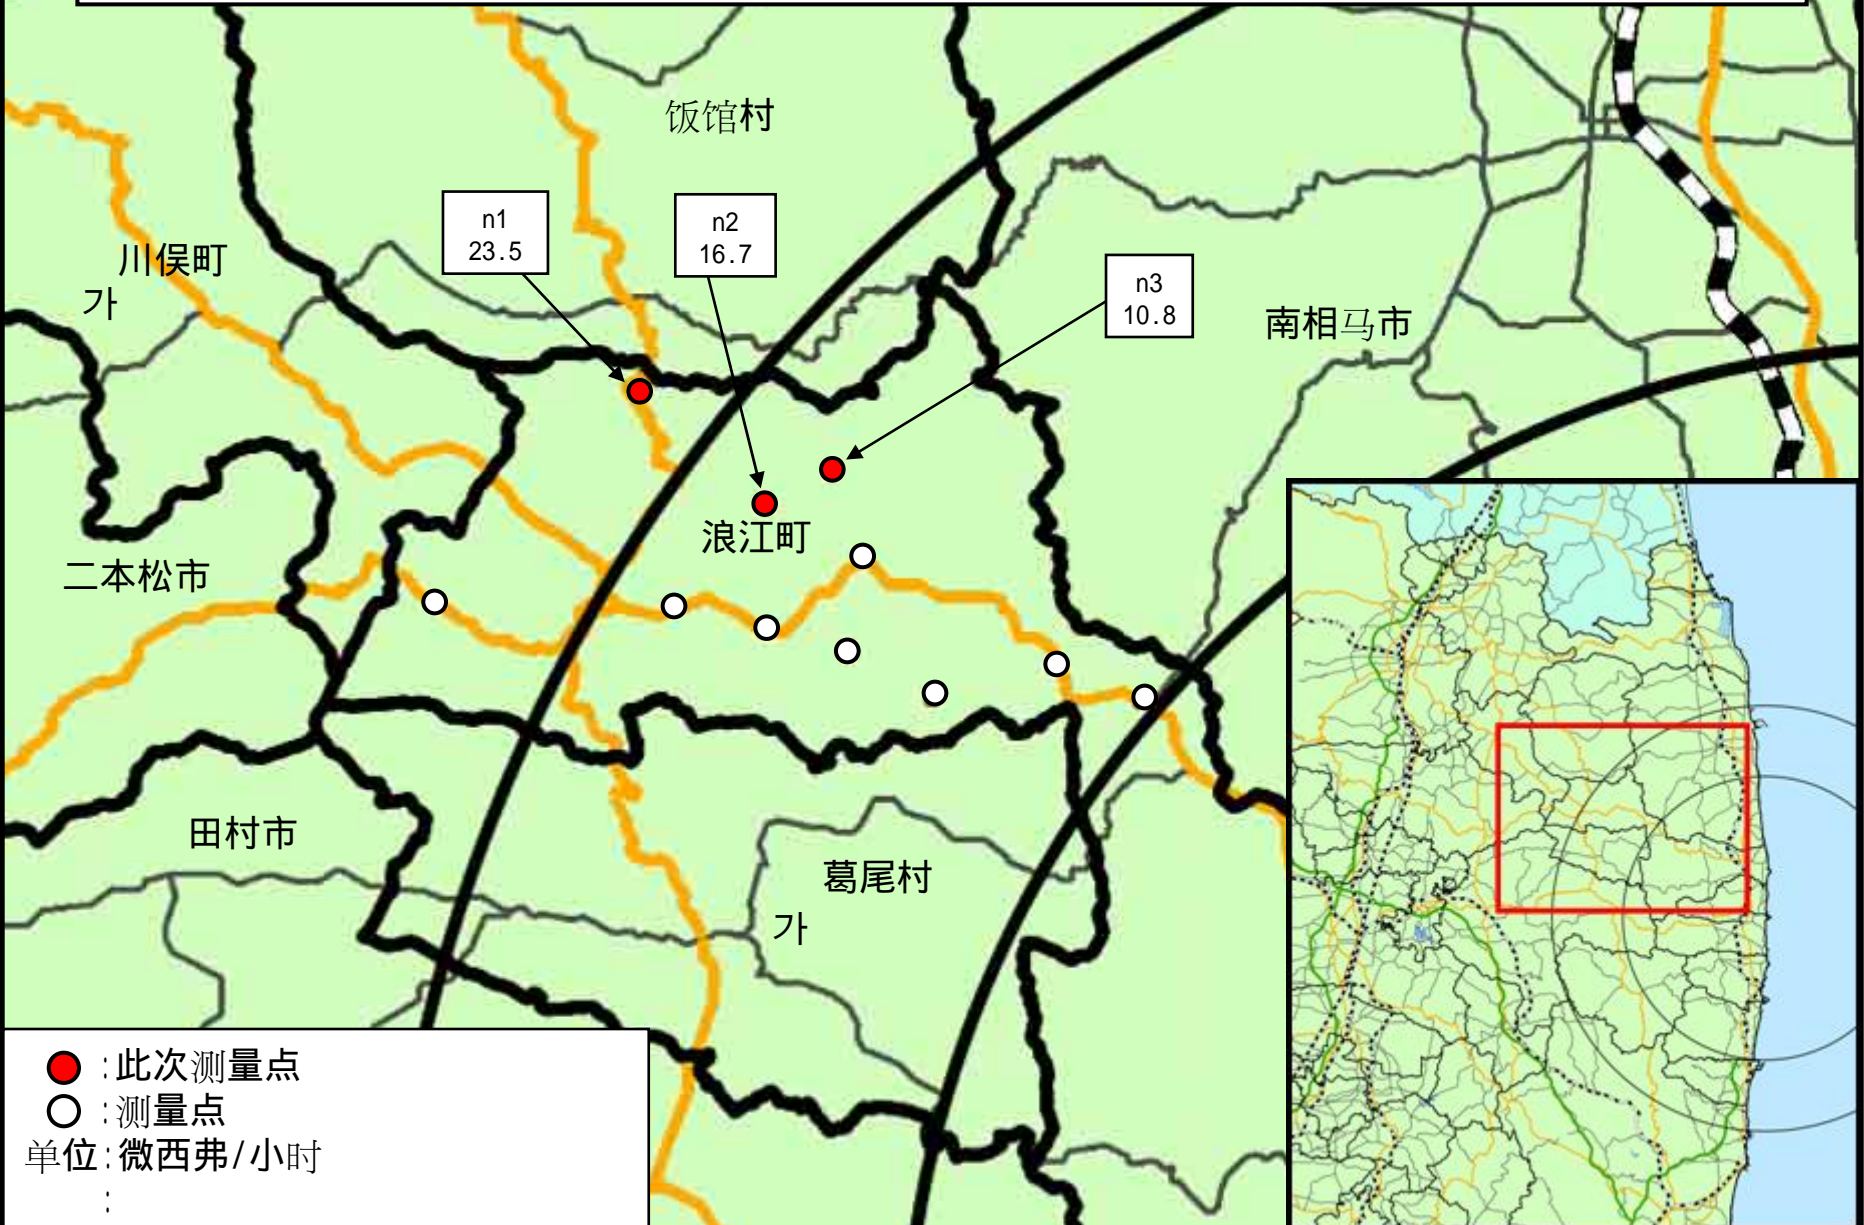 饭馆村
n1
23.5
n2
16.7
川俣町
가
n3
10.8
南相马市
浪江町
二本松市
田村市
葛尾村
가
:此次测量点
:测量点
单位:微西弗/小时
: